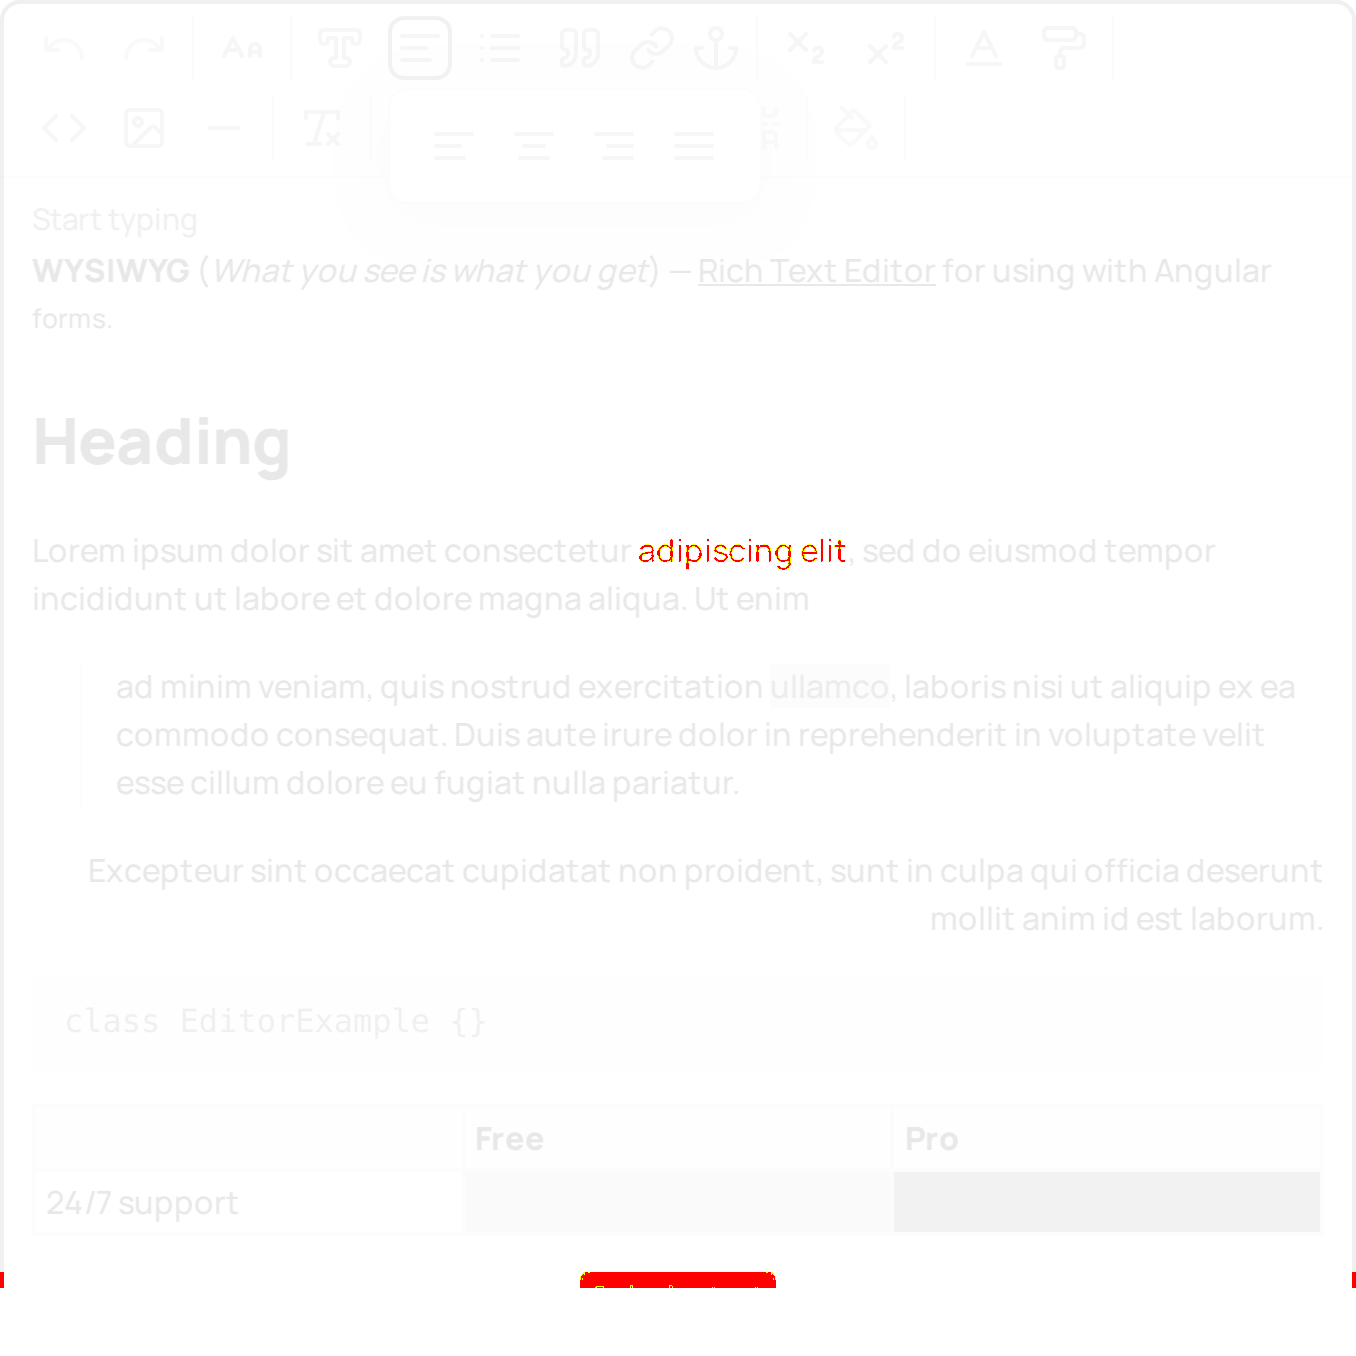 Start typing
WYSIWYG (What you see is what you get) — Rich Text Editor for using with Angular
forms.
Heading
Lorem ipsum dolor sit amet consectetur adipiscing elit, sed do eiusmod tempor
incididunt ut labore et dolore magna aliqua. Ut enim
ad minim veniam, quis nostrud exercitation ullamco, laboris nisi ut aliquip ex ea
commodo consequat. Duis aute irure dolor in reprehenderit in voluptate velit
esse cillum dolore eu fugiat nulla pariatur.
Excepteur sint occaecat cupidatat non proident, sunt in culpa qui officia deserunt
mollit anim id est laborum.
class EditorExample {}
Free Pro
24/7 support